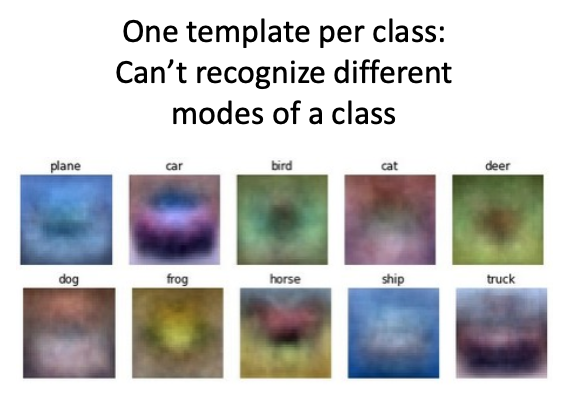 One template per class:
Can’t recognize different
modes of a class
plane car bird cat deer
dog frog horse ship truck